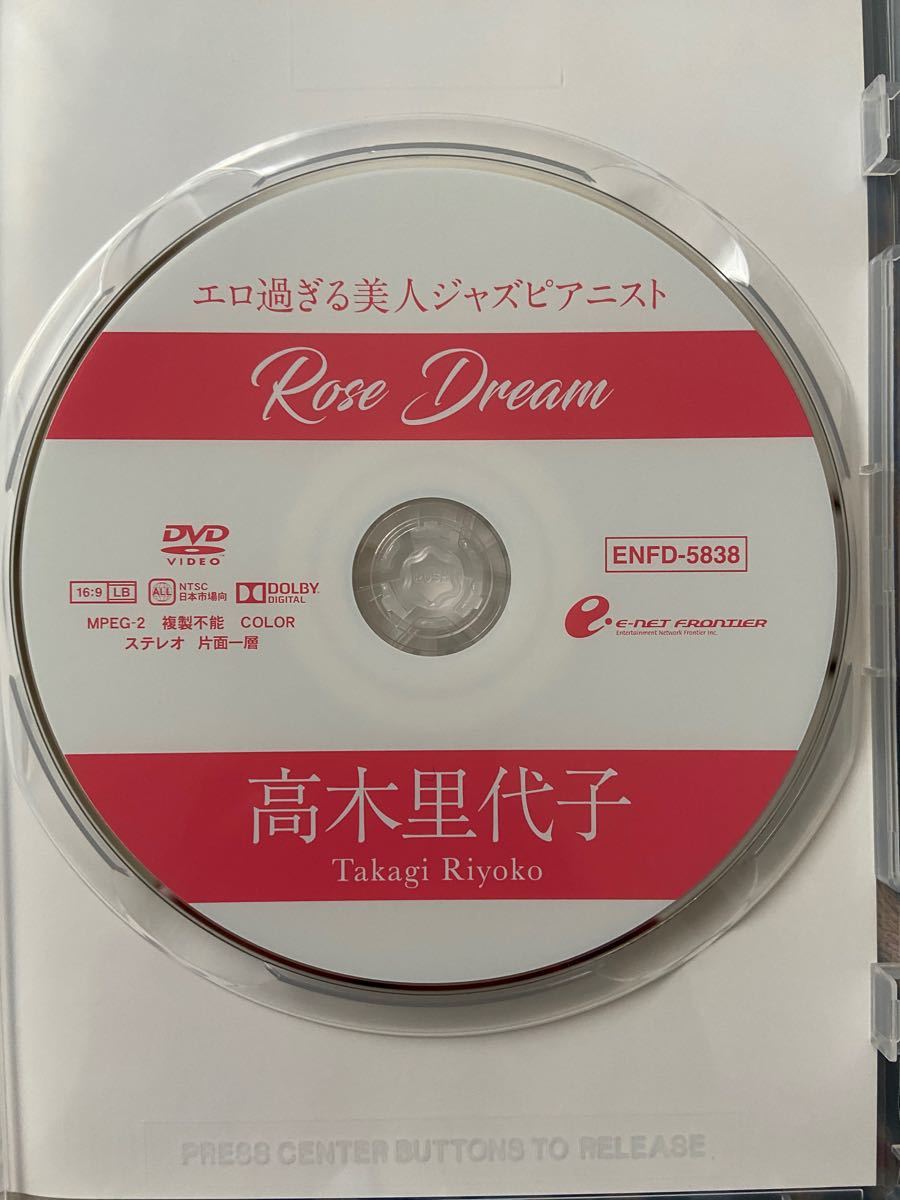 エロ過ぎる美人ジャズピアニスト
Rose Dream
DVD
VIDEO
ENFD-5838
16:9 LB ALL NTSC 日本市場向 DOLBY DIGITAL
MPEG-2 複製不能 COLOR
ステレオ 片面一層
e-NET FRONTIER
Entertainment Network Frontier Inc.
PUSH
高木里代子
Takagi Riyoko
PRESS CENTER BUTTONS TO RELEASE